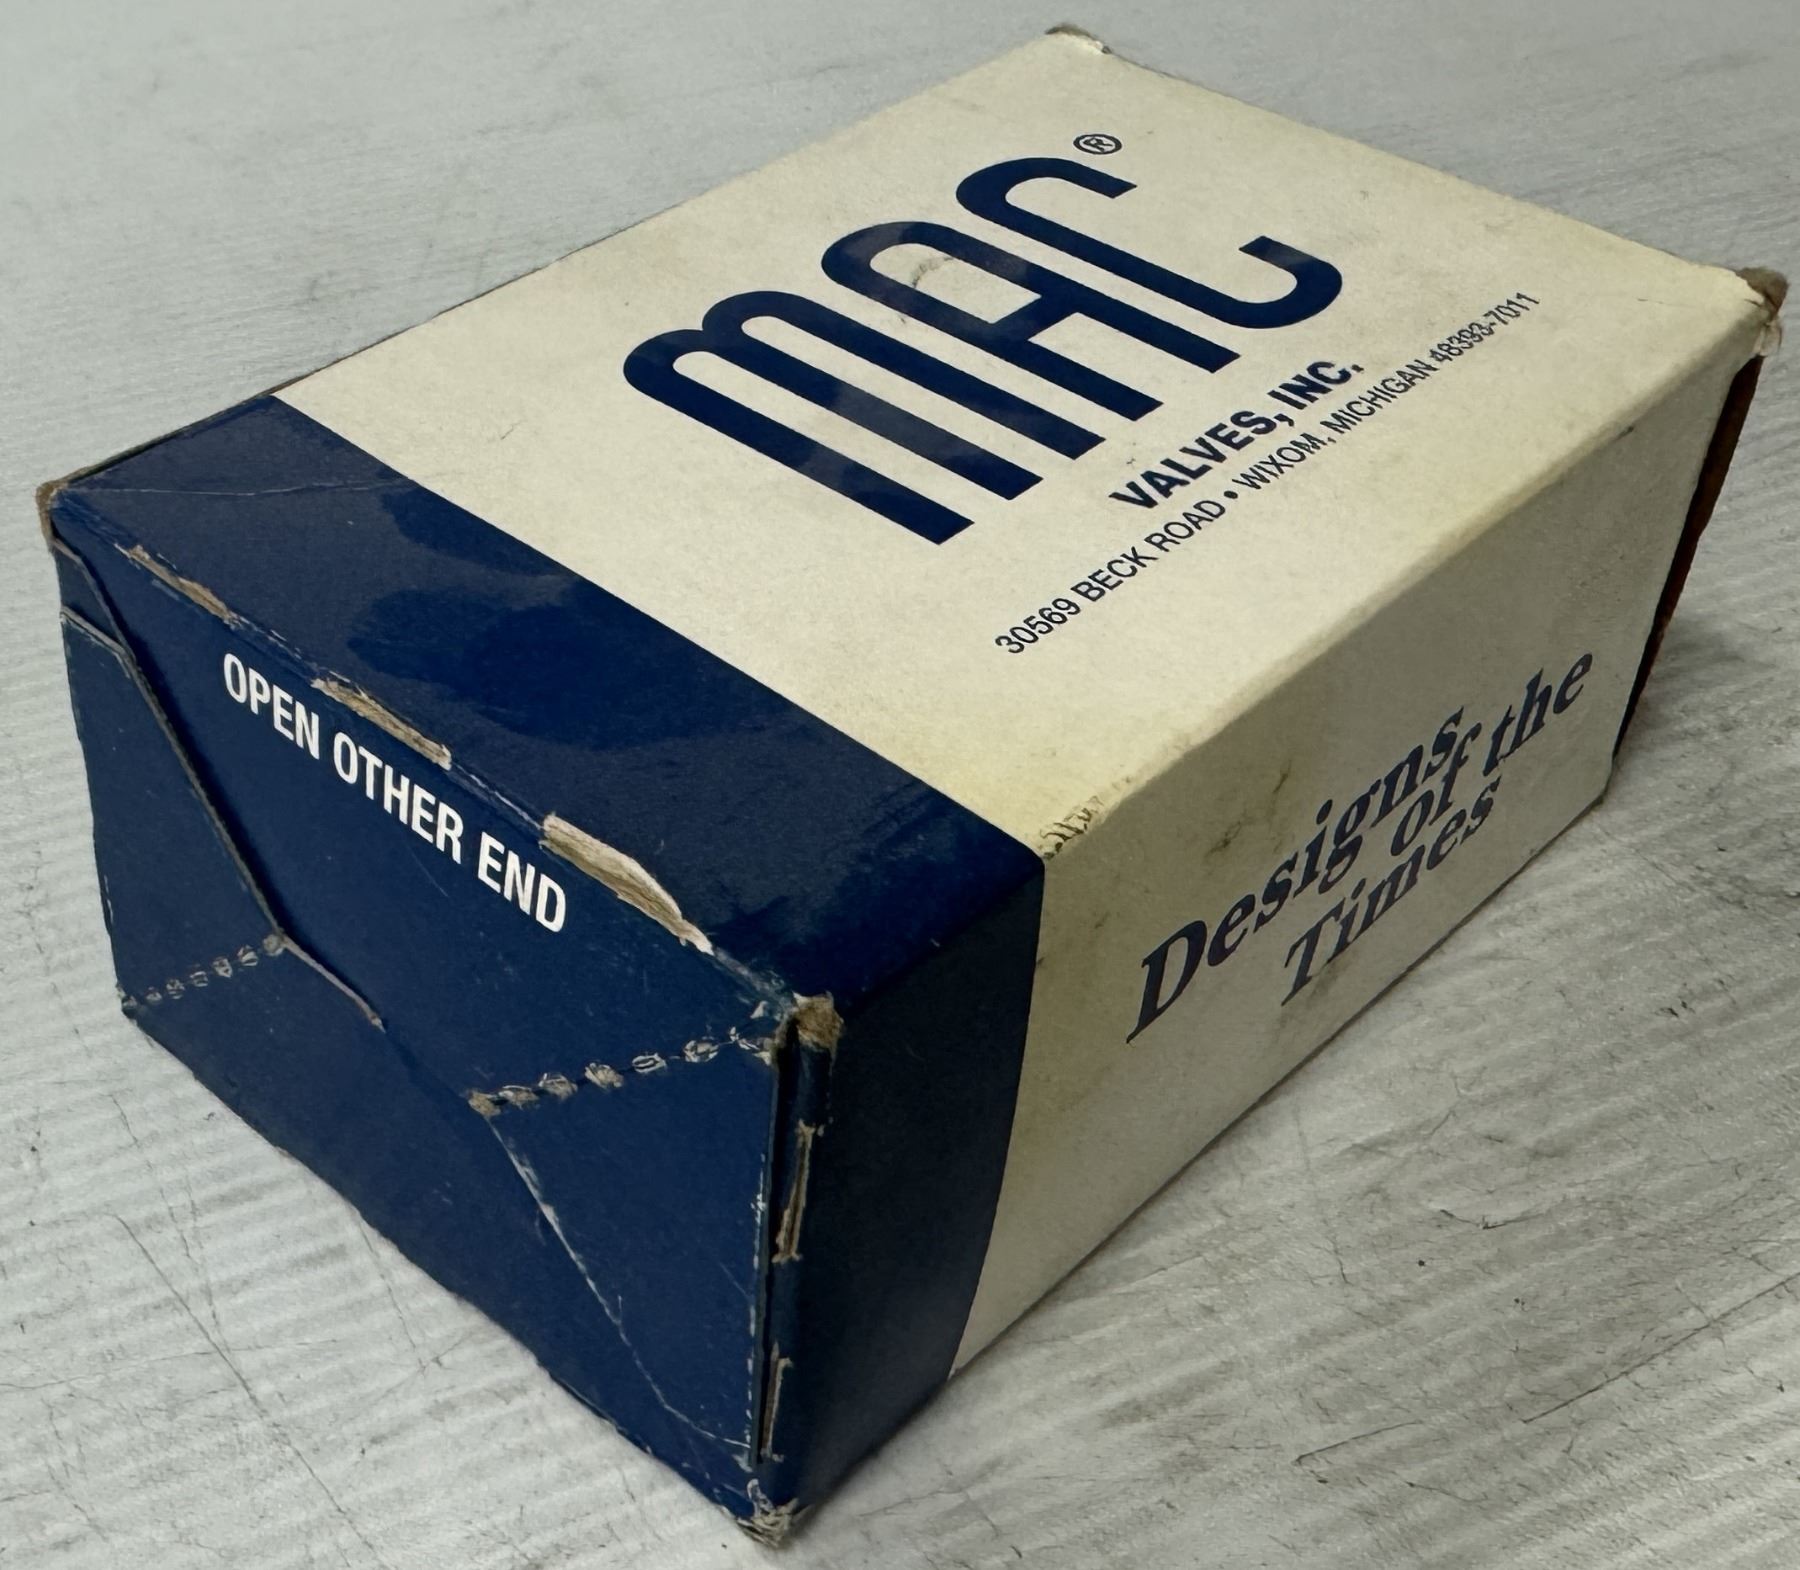 MAC®
VALVES, INC.
30569 BECK ROAD • WIXOM, MICHIGAN 48393-7011
OPEN OTHER END
Designs
of the
Times